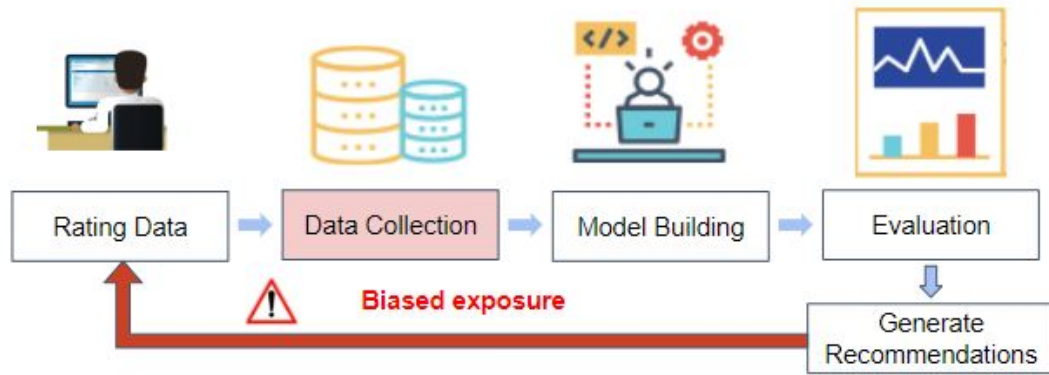 </>
Rating Data
Data Collection
Model Building
Evaluation
Biased exposure
Generate
Recommendations